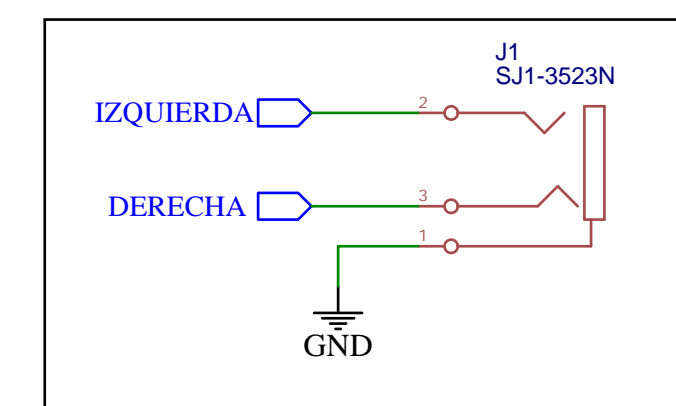 J1
SJ1-3523N
IZQUIERDA
2
DERECHA
3
1
GND